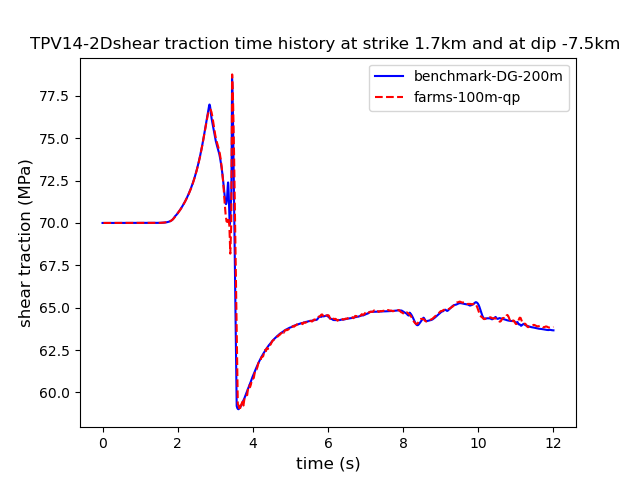 TPV14-2Dshear traction time history at strike 1.7km and at dip -7.5km
benchmark-DG-200m
farms-100m-qp
shear traction (MPa)
77.5
75.0
72.5
70.0
67.5
65.0
62.5
60.0
0 2 4 6 8 10 12
time (s)